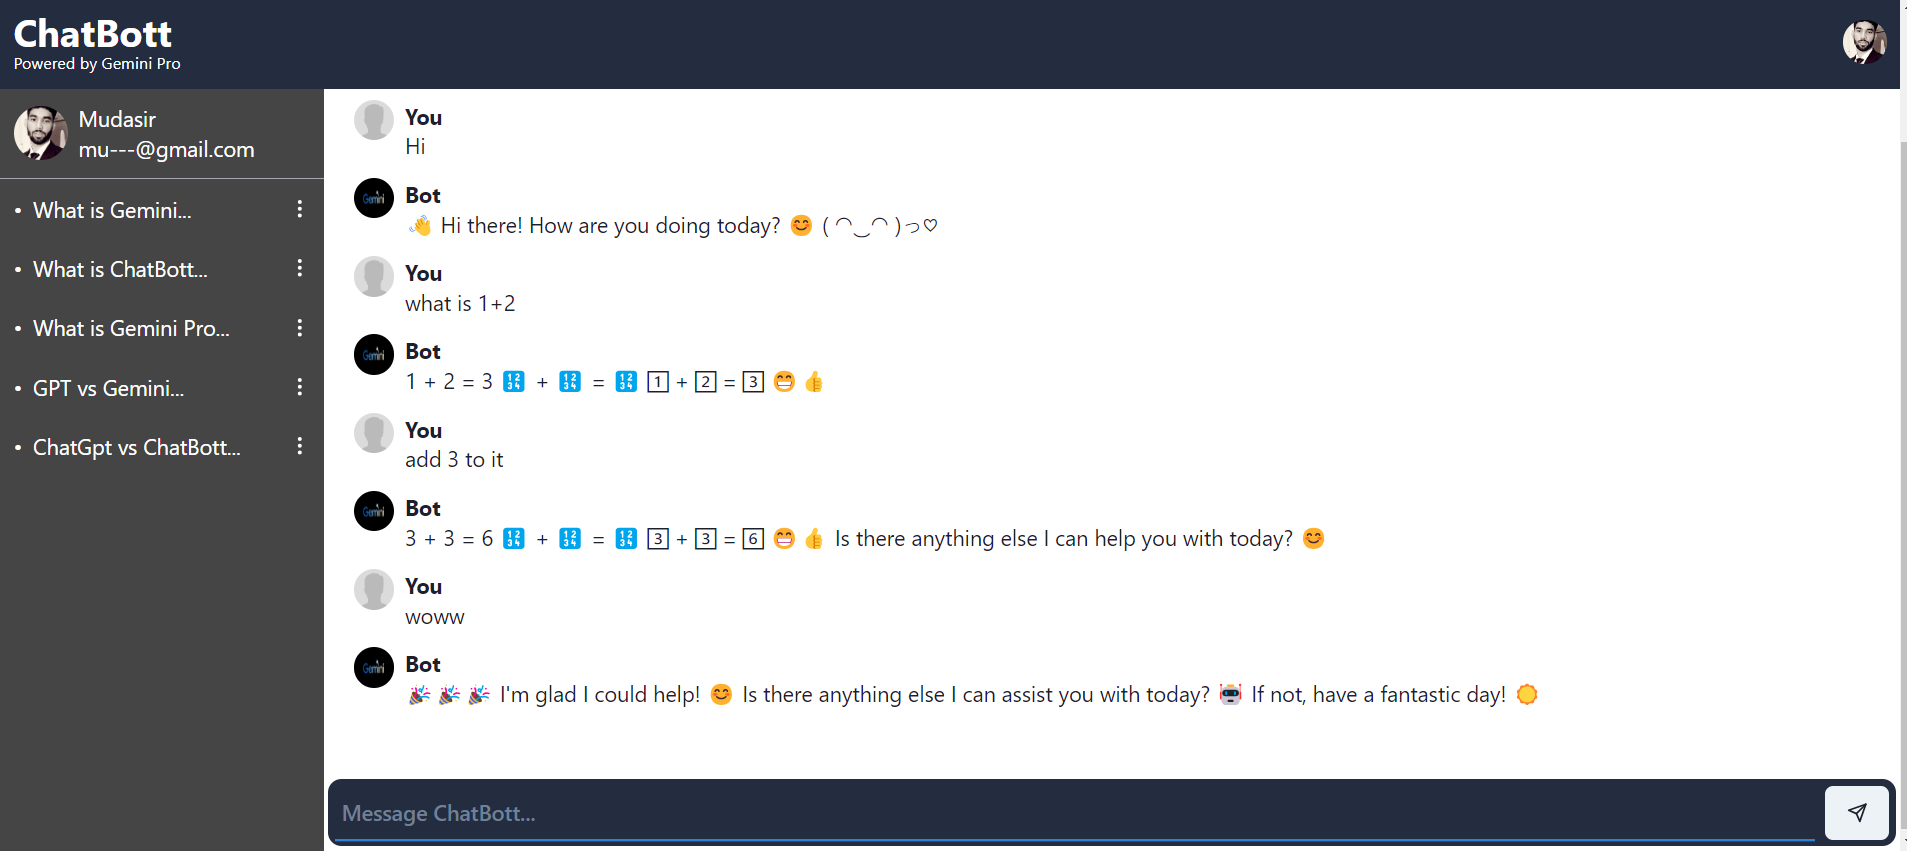 ChatBott
Powered by Gemini Pro
Mudasir
mu---@gmail.com
• What is Gemini...
• What is ChatBott...
• What is Gemini Pro...
• GPT vs Gemini...
• ChatGpt vs ChatBott...
You
Hi
Gemini
Bot
👋 Hi there! How are you doing today? 😊 ( ◠‿◠ )っ♡
You
what is 1+2
Gemini
Bot
1 + 2 = 3 🔢 + 🔢 = 🔢 1 + 2 = 3 😁 👍
You
add 3 to it
Gemini
Bot
3 + 3 = 6 🔢 + 🔢 = 🔢 3 + 3 = 6 😁 👍 Is there anything else I can help you with today? 😊
You
woww
Gemini
Bot
🎉 🎉 🎉 I'm glad I could help! 😊 Is there anything else I can assist you with today? 🤖 If not, have a fantastic day! ☀️
Message ChatBott...